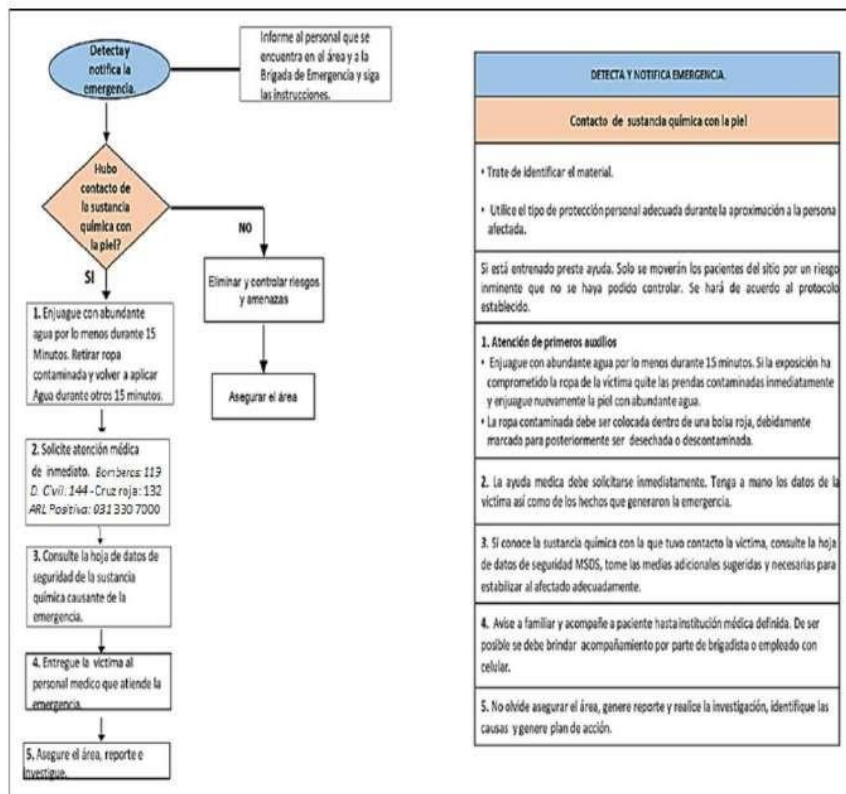 Detecta y
notifica la
emergencia.
Informe al personal que se
encuentra en el área y a la
Brigada de Emergencia y siga
las instrucciones.
Hubo
contacto de
la sustancia
química con
la piel?
NO
SI
Eliminar y controlar riesgos
y amenazas
Asegurar el área
1. Enjuague con abundante
agua por lo menos durante 15
Minutos. Retirar ropa
contaminada y volver a aplicar
Agua durante otros 15 minutos.
2. Solicite atención médica
de inmediato. Bomberos: 119
D. Civil: 144 - Cruz roja: 132
ARL Positiva: 031 330 7000
3. Consulte la hoja de datos de
seguridad de la sustancia
química causante de la
emergencia.
4. Entregue la víctima al
personal medico que atiende la
emergencia.
5. Asegure el área, reporte e
investigue.
DETECTA Y NOTIFICA EMERGENCIA.
Contacto de sustancia química con la piel
• Trate de identificar el material.
• Utilice el tipo de protección personal adecuada durante la aproximación a la persona
afectada.
Si está entrenado preste ayuda. Solo se moverán los pacientes del sitio por un riesgo
inminente que no se haya podido controlar. Se hará de acuerdo al protocolo
establecido.
1. Atención de primeros auxilios
• Enjuague con abundante agua por lo menos durante 15 minutos. Si la exposición ha
comprometido la ropa de la víctima quite las prendas contaminadas inmediatamente
y enjuague nuevamente la piel con abundante agua.
• La ropa contaminada debe ser colocada dentro de una bolsa roja, debidamente
marcada para posteriormente ser desechada o descontaminada.
2. La ayuda medica debe solicitarse inmediatamente. Tenga a mano los datos de la
víctima así como de los hechos que generaron la emergencia.
3. Si conoce la sustancia química con la que tuvo contacto la víctima, consulte la hoja
de datos de seguridad MSDS, tome las medias adicionales sugeridas y necesarias para
estabilizar al afectado adecuadamente.
4. Avise a familiar y acompañe a paciente hasta institución médica definida. De ser
posible se debe brindar acompañamiento por parte de brigadista o empleado con
celular.
5. No olvide asegurar el área, genere reporte y realice la investigación, identifique las
causas y genere plan de acción.